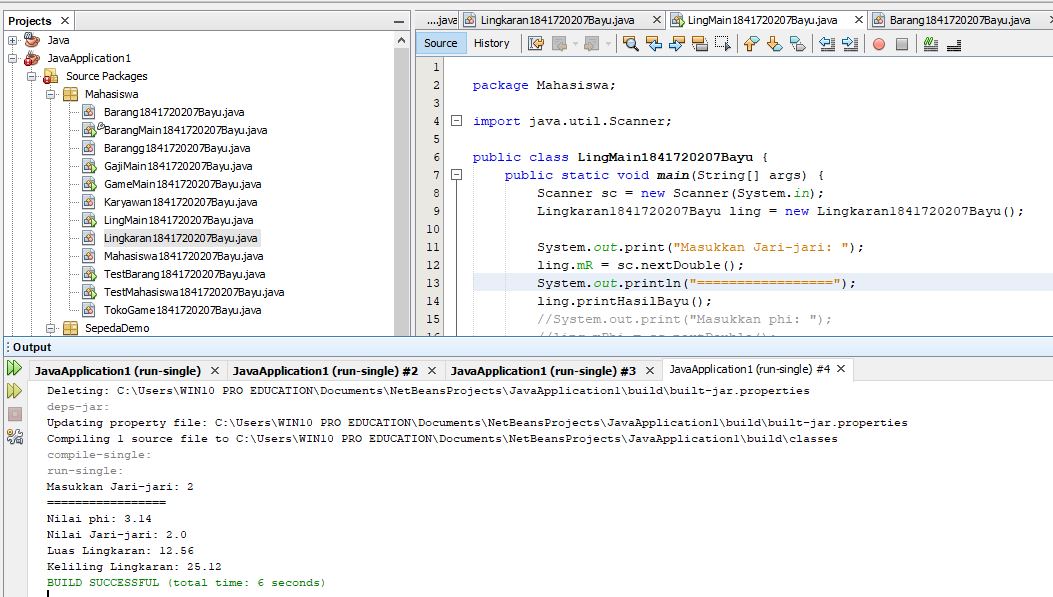 Projects
Java
JavaApplication1
Source Packages
Mahasiswa
Barang1841720207Bayu.java
BarangMain1841720207Bayu.java
Barangg1841720207Bayu.java
GajiMain1841720207Bayu.java
GameMain1841720207Bayu.java
Karyawan1841720207Bayu.java
LingMain1841720207Bayu.java
Lingkaran1841720207Bayu.java
Mahasiswa1841720207Bayu.java
TestBarang1841720207Bayu.java
TestMahasiswa1841720207Bayu.java
TokoGame1841720207Bayu.java
SepedaDemo
....java Lingkaran1841720207Bayu.java LingMain1841720207Bayu.java Barang1841720207Bayu.java
Source History
1
2 package Mahasiswa;
3
4 import java.util.Scanner;
5
6 public class LingMain1841720207Bayu {
7 public static void main(String[] args) {
8 Scanner sc = new Scanner(System.in);
9 Lingkaran1841720207Bayu ling = new Lingkaran1841720207Bayu();
10
11 System.out.print("Masukkan Jari-jari: ");
12 ling.mR = sc.nextDouble();
13 System.out.println("=================");
14 ling.printHasilBayu();
15 //System.out.print("Masukkan phi: ");
16 //ling.mPhi = sc.nextDouble();
Output
JavaApplication1 (run-single) JavaApplication1 (run-single) #2 JavaApplication1 (run-single) #3 JavaApplication1 (run-single) #4
Deleting: C:\Users\WIN10 PRO EDUCATION\Documents\NetBeansProjects\JavaApplication1\build\built-jar.properties
deps-jar:
Updating property file: C:\Users\WIN10 PRO EDUCATION\Documents\NetBeansProjects\JavaApplication1\build\built-jar.properties
Compiling 1 source file to C:\Users\WIN10 PRO EDUCATION\Documents\NetBeansProjects\JavaApplication1\build\classes
compile-single:
run-single:
Masukkan Jari-jari: 2
=================
Nilai phi: 3.14
Nilai Jari-jari: 2.0
Luas Lingkaran: 12.56
Keliling Lingkaran: 25.12
BUILD SUCCESSFUL (total time: 6 seconds)